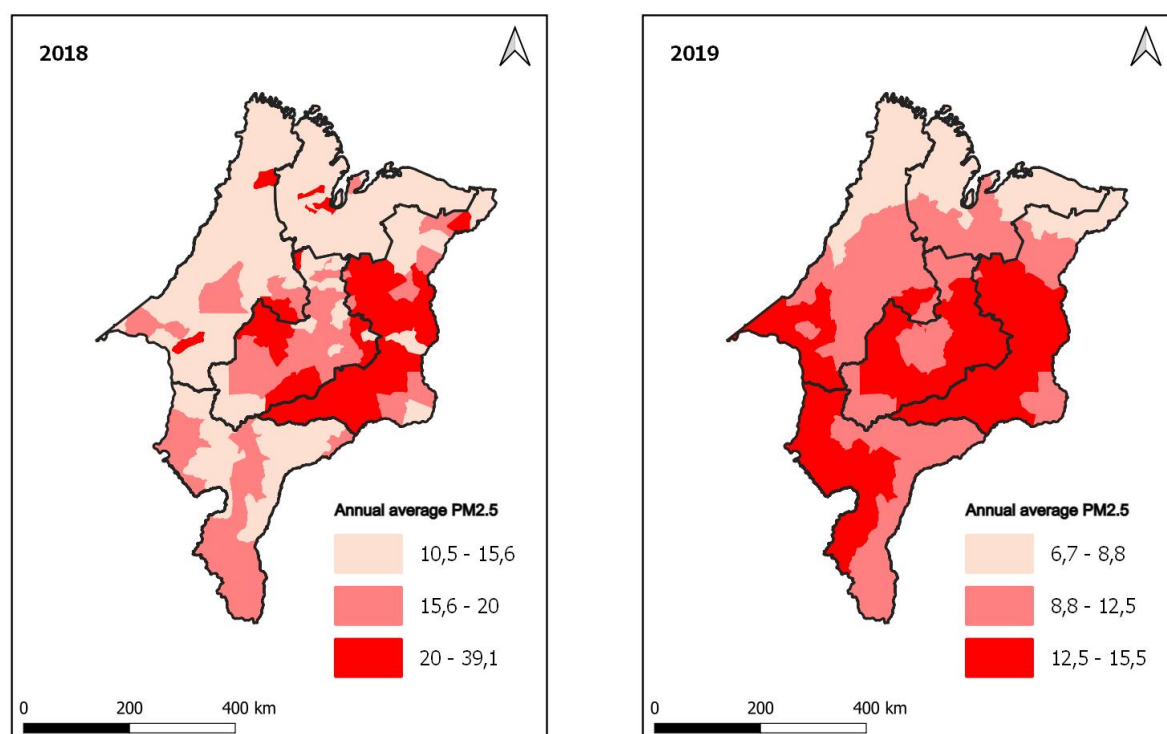 2018
Annual average PM2.5
10,5 - 15,6
15,6 - 20
20 - 39,1
0 200 400 km
2019
Annual average PM2.5
6,7 - 8,8
8,8 - 12,5
12,5 - 15,5
0 200 400 km